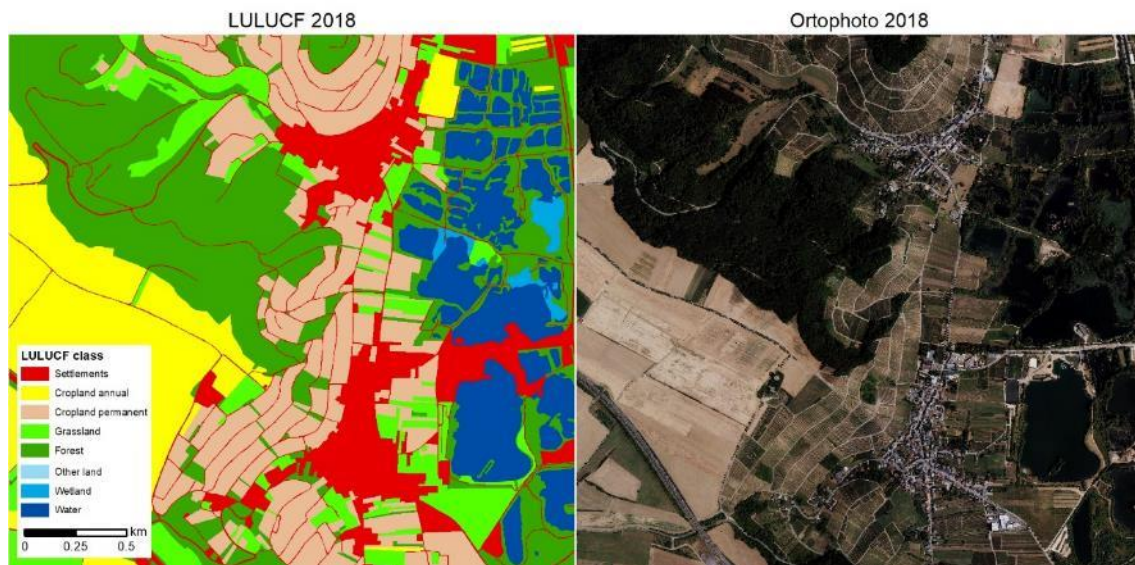 LULUCF 2018
Ortophoto 2018
LULUCF class
Settlements
Cropland annual
Cropland permanent
Grassland
Forest
Other land
Wetland
Water
km
0 0.25 0.5